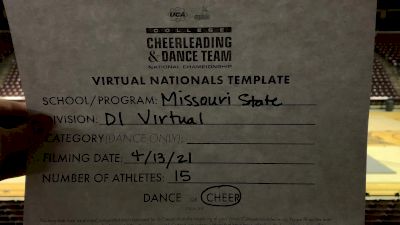 UCA
COLLEGE
CHEERLEADING
& DANCE TEAM
NATIONAL CHAMPIONSHIP
VIRTUAL NATIONALS TEMPLATE
SCHOOL/PROGRAM: Missouri State
DIVISION: D1 Virtual
CATEGORY (DANCE ONLY):
FILMING DATE: 4/13/21
NUMBER OF ATHLETES: 15
DANCE or CHEER